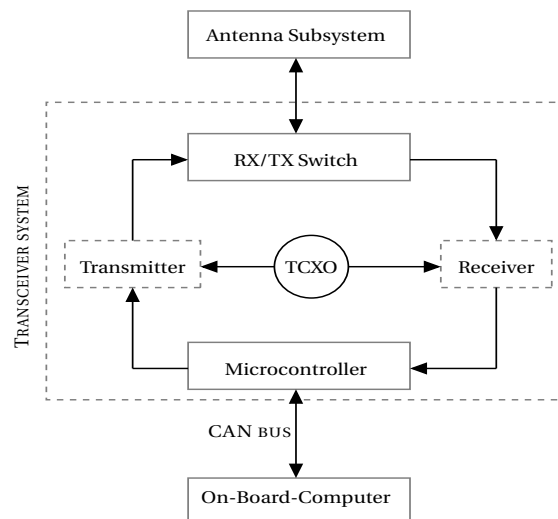 Antenna Subsystem
RX/TX Switch
TRANSCEIVER SYSTEM
Transmitter
TCXO
Receiver
Microcontroller
CAN BUS
On-Board-Computer